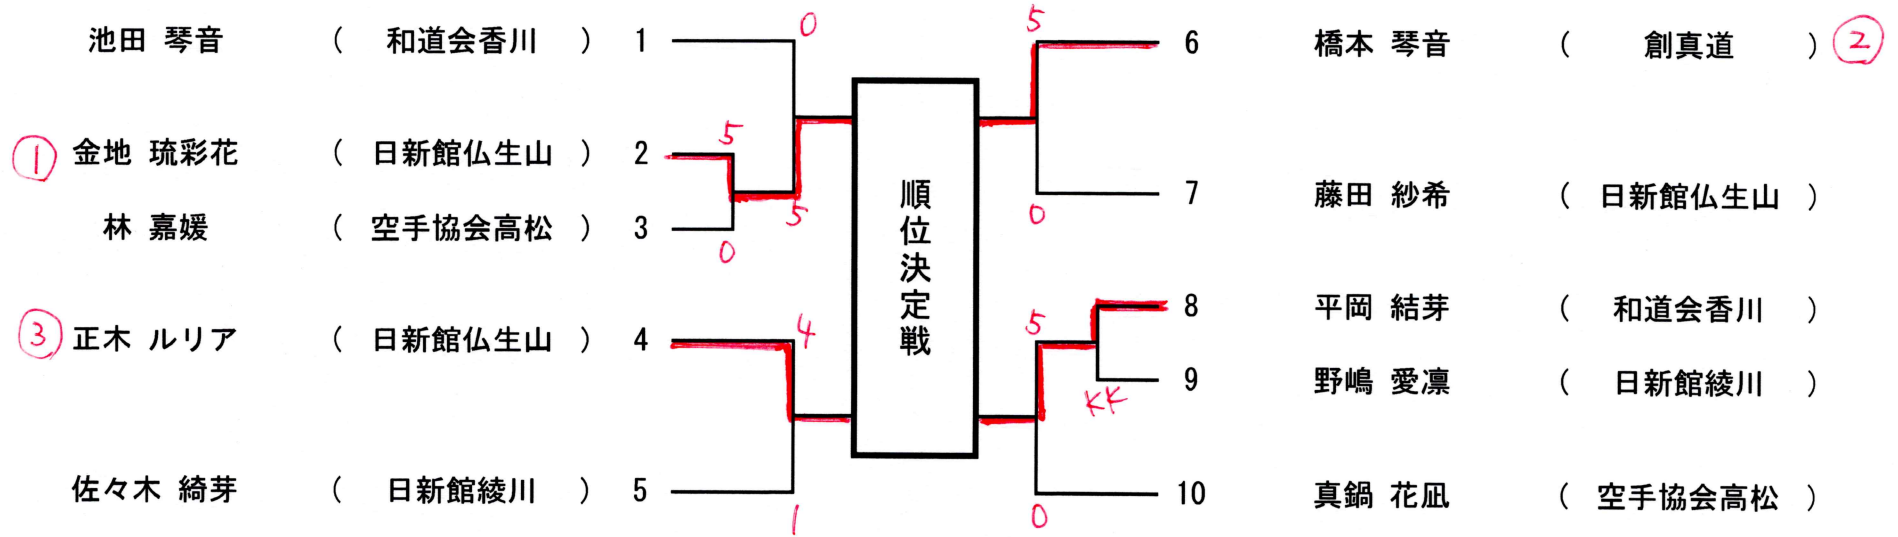 0
5
池田 琴音 ( 和道会香川 ) 1
6 橋本 琴音 ( 創真道 ) ②
① 金地 琉彩花 ( 日新館仏生山 ) 2
5
5
林 嘉媛 ( 空手協会高松 ) 3
0
順位決定戦
7 藤田 紗希 ( 日新館仏生山 )
0
③ 正木 ルリア ( 日新館仏生山 ) 4
4
5
8 平岡 結芽 ( 和道会香川 )
9 野嶋 愛凛 ( 日新館綾川 )
KK
佐々木 綺芽 ( 日新館綾川 ) 5
1
10 真鍋 花凪 ( 空手協会高松 )
0